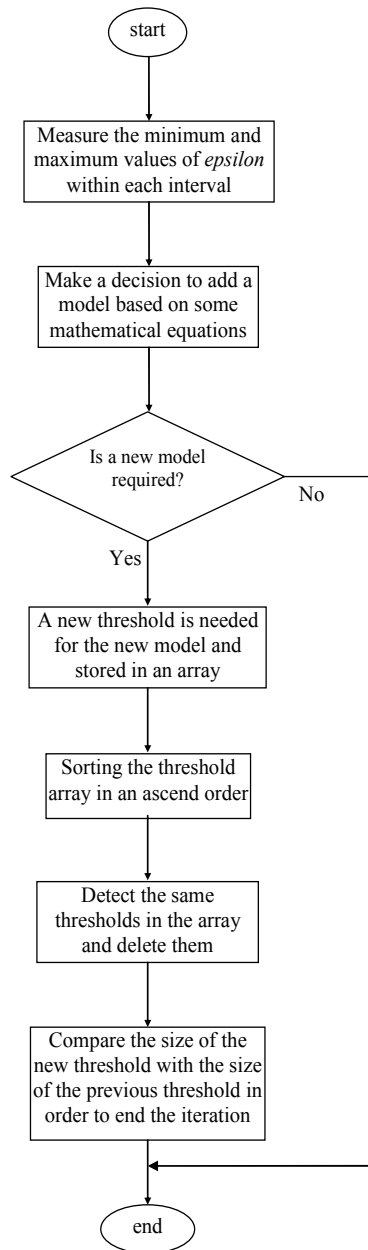 start
Measure the minimum and
maximum values of epsilon
within each interval
Make a decision to add a
model based on some
mathematical equations
Is a new model
required?
No
Yes
A new threshold is needed
for the new model and
stored in an array
Sorting the threshold
array in an ascend order
Detect the same
thresholds in the array
and delete them
Compare the size of the
new threshold with the size
of the previous threshold in
order to end the iteration
end